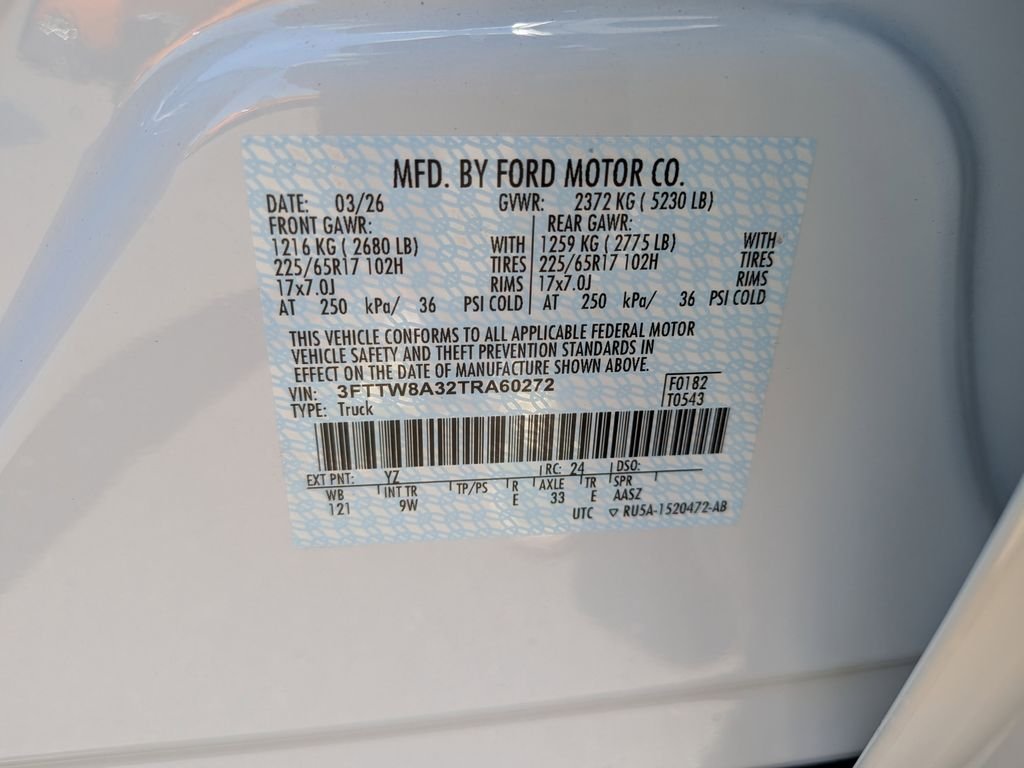 MFD. BY FORD MOTOR CO.
DATE: 03/26 GVWR: 2372 KG ( 5230 LB)
FRONT GAWR: REAR GAWR:
1216 KG ( 2680 LB) WITH 1259 KG ( 2775 LB) WITH
225/65R17 102H TIRES 225/65R17 102H TIRES
17x7.0J RIMS 17x7.0J RIMS
AT 250 kPa/ 36 PSI COLD AT 250 kPa/ 36 PSI COLD
THIS VEHICLE CONFORMS TO ALL APPLICABLE FEDERAL MOTOR
VEHICLE SAFETY AND THEFT PREVENTION STANDARDS IN
EFFECT ON THE DATE OF MANUFACTURE SHOWN ABOVE.
VIN: 3FTTW8A32TRA60272 F0182
TYPE: Truck T0543
EXT PNT: YZ RC: 24 DSO:
WB INT TR TP/PS R AXLE TR SPR
121 9W E 33 E AASZ
UTC ▽ RU5A-1520472-AB